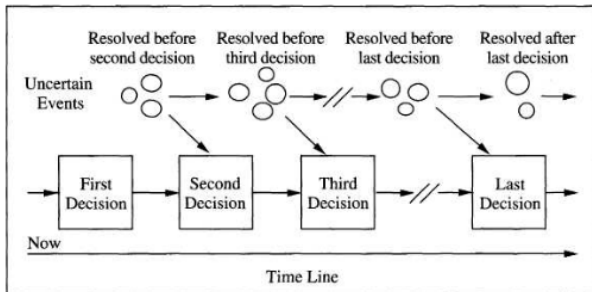 Resolved before
second decision
Resolved before
third decision
Resolved before
last decision
Resolved after
last decision
Uncertain
Events
First
Decision
Second
Decision
Third
Decision
Last
Decision
Now
Time Line